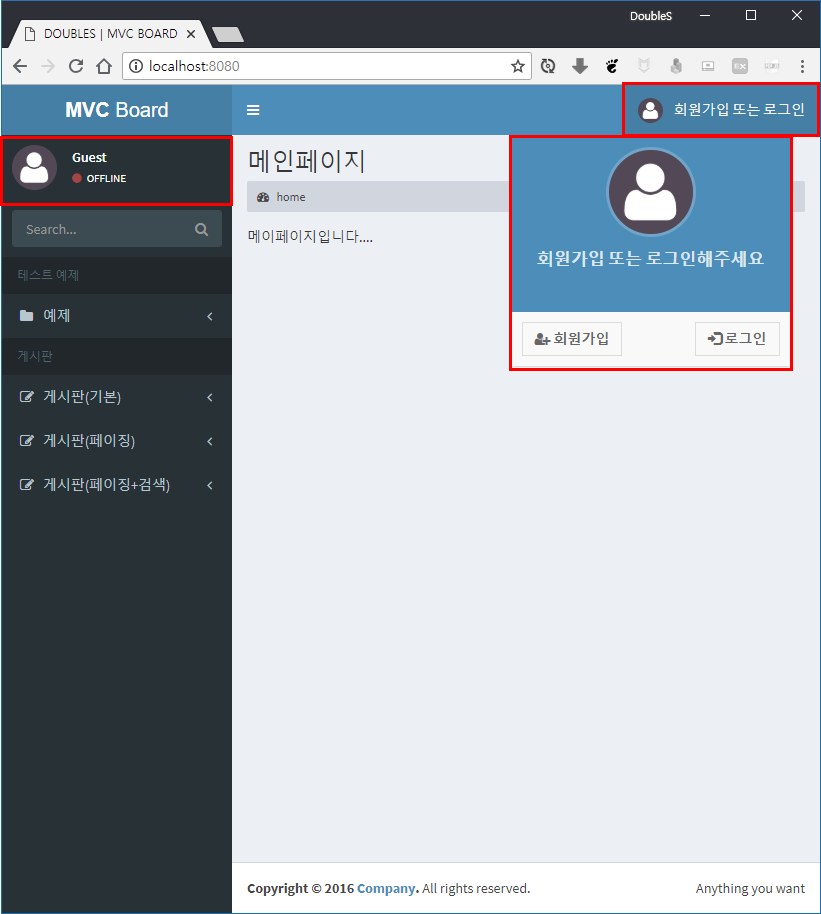 DoubleS
DOUBLES | MVC BOARD
localhost:8080
MVC Board
회원가입 또는 로그인
Guest
OFFLINE
Search...
테스트 예제
예제
게시판
게시판(기본)
게시판(페이징)
게시판(페이징+검색)
메인페이지
home
메이페이지입니다....
회원가입 또는 로그인해주세요
회원가입
로그인
Copyright © 2016 Company. All rights reserved.
Anything you want